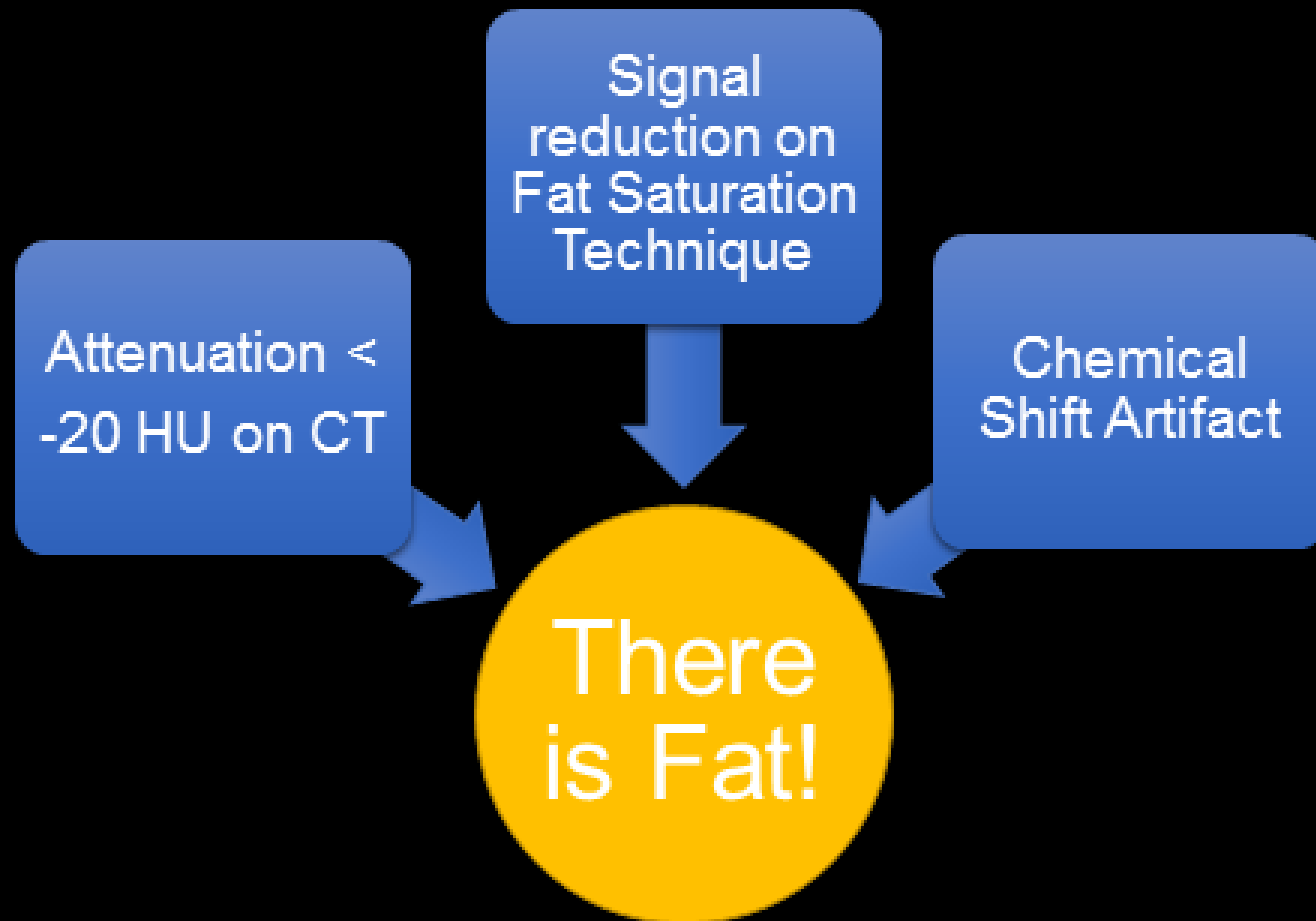 Signal
reduction on
Fat Saturation
Technique
Attenuation <
-20 HU on CT
Chemical
Shift Artifact
There
is Fat!